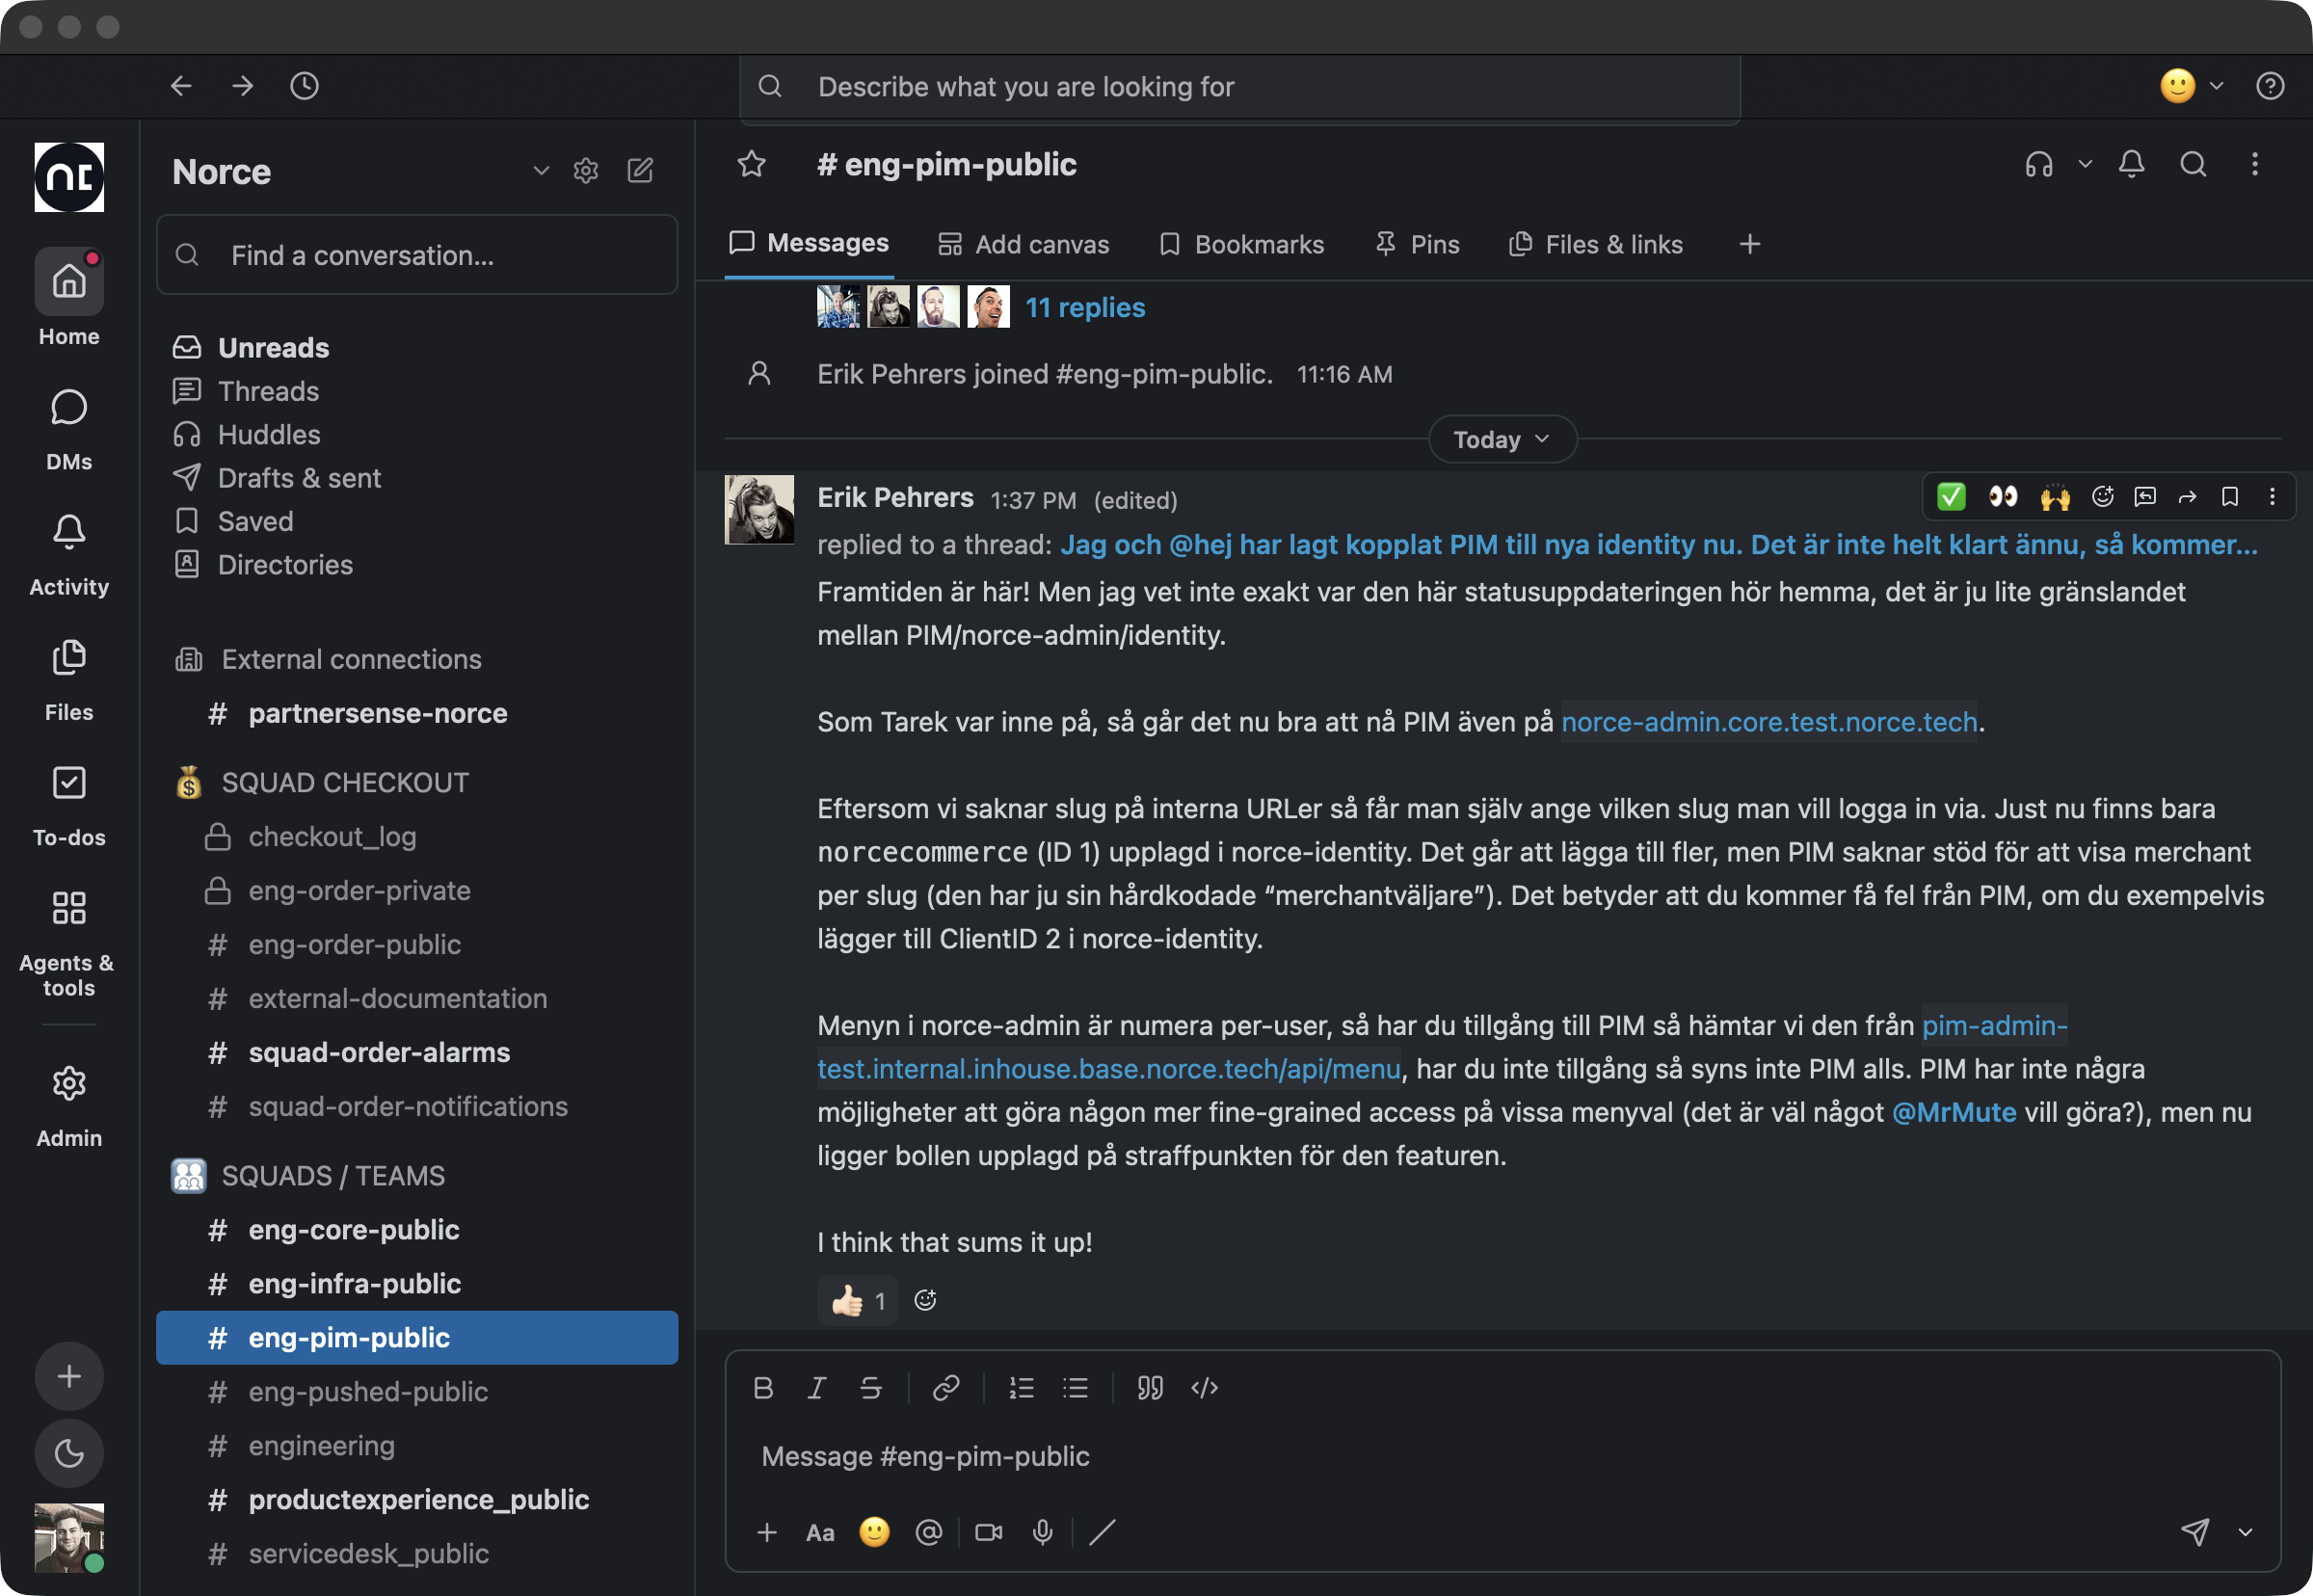 Describe what you are looking for
Norce
Find a conversation...
Home
DMs
Activity
Files
To-dos
Agents &
tools
Admin
Unreads
Threads
Huddles
Drafts & sent
Saved
Directories
External connections
# partnersense-norce
SQUAD CHECKOUT
checkout_log
eng-order-private
# eng-order-public
# external-documentation
# squad-order-alarms
# squad-order-notifications
SQUADS / TEAMS
# eng-core-public
# eng-infra-public
# eng-pim-public
# eng-pushed-public
# engineering
# productexperience_public
# servicedesk_public
# eng-pim-public
Messages
Add canvas
Bookmarks
Pins
Files & links
11 replies
Erik Pehrers joined #eng-pim-public. 11:16 AM
Today
Erik Pehrers 1:37 PM (edited)
replied to a thread: Jag och @hej har lagt kopplat PIM till nya identity nu. Det är inte helt klart ännu, så kommer...
Framtiden är här! Men jag vet inte exakt var den här statusuppdateringen hör hemma, det är ju lite gränslandet
mellan PIM/norce-admin/identity.
Som Tarek var inne på, så går det nu bra att nå PIM även på norce-admin.core.test.norce.tech.
Eftersom vi saknar slug på interna URLer så får man själv ange vilken slug man vill logga in via. Just nu finns bara
norcecommerce (ID 1) upplagd i norce-identity. Det går att lägga till fler, men PIM saknar stöd för att visa merchant
per slug (den har ju sin hårdkodade “merchantväljare”). Det betyder att du kommer få fel från PIM, om du exempelvis
lägger till ClientID 2 i norce-identity.
Menyn i norce-admin är numera per-user, så har du tillgång till PIM så hämtar vi den från pim-admin-
test.internal.inhouse.base.norce.tech/api/menu, har du inte tillgång så syns inte PIM alls. PIM har inte några
möjligheter att göra någon mer fine-grained access på vissa menyval (det är väl något @MrMute vill göra?), men nu
ligger bollen upplagd på straffpunkten för den featuren.
I think that sums it up!
1
Message #eng-pim-public
Aa